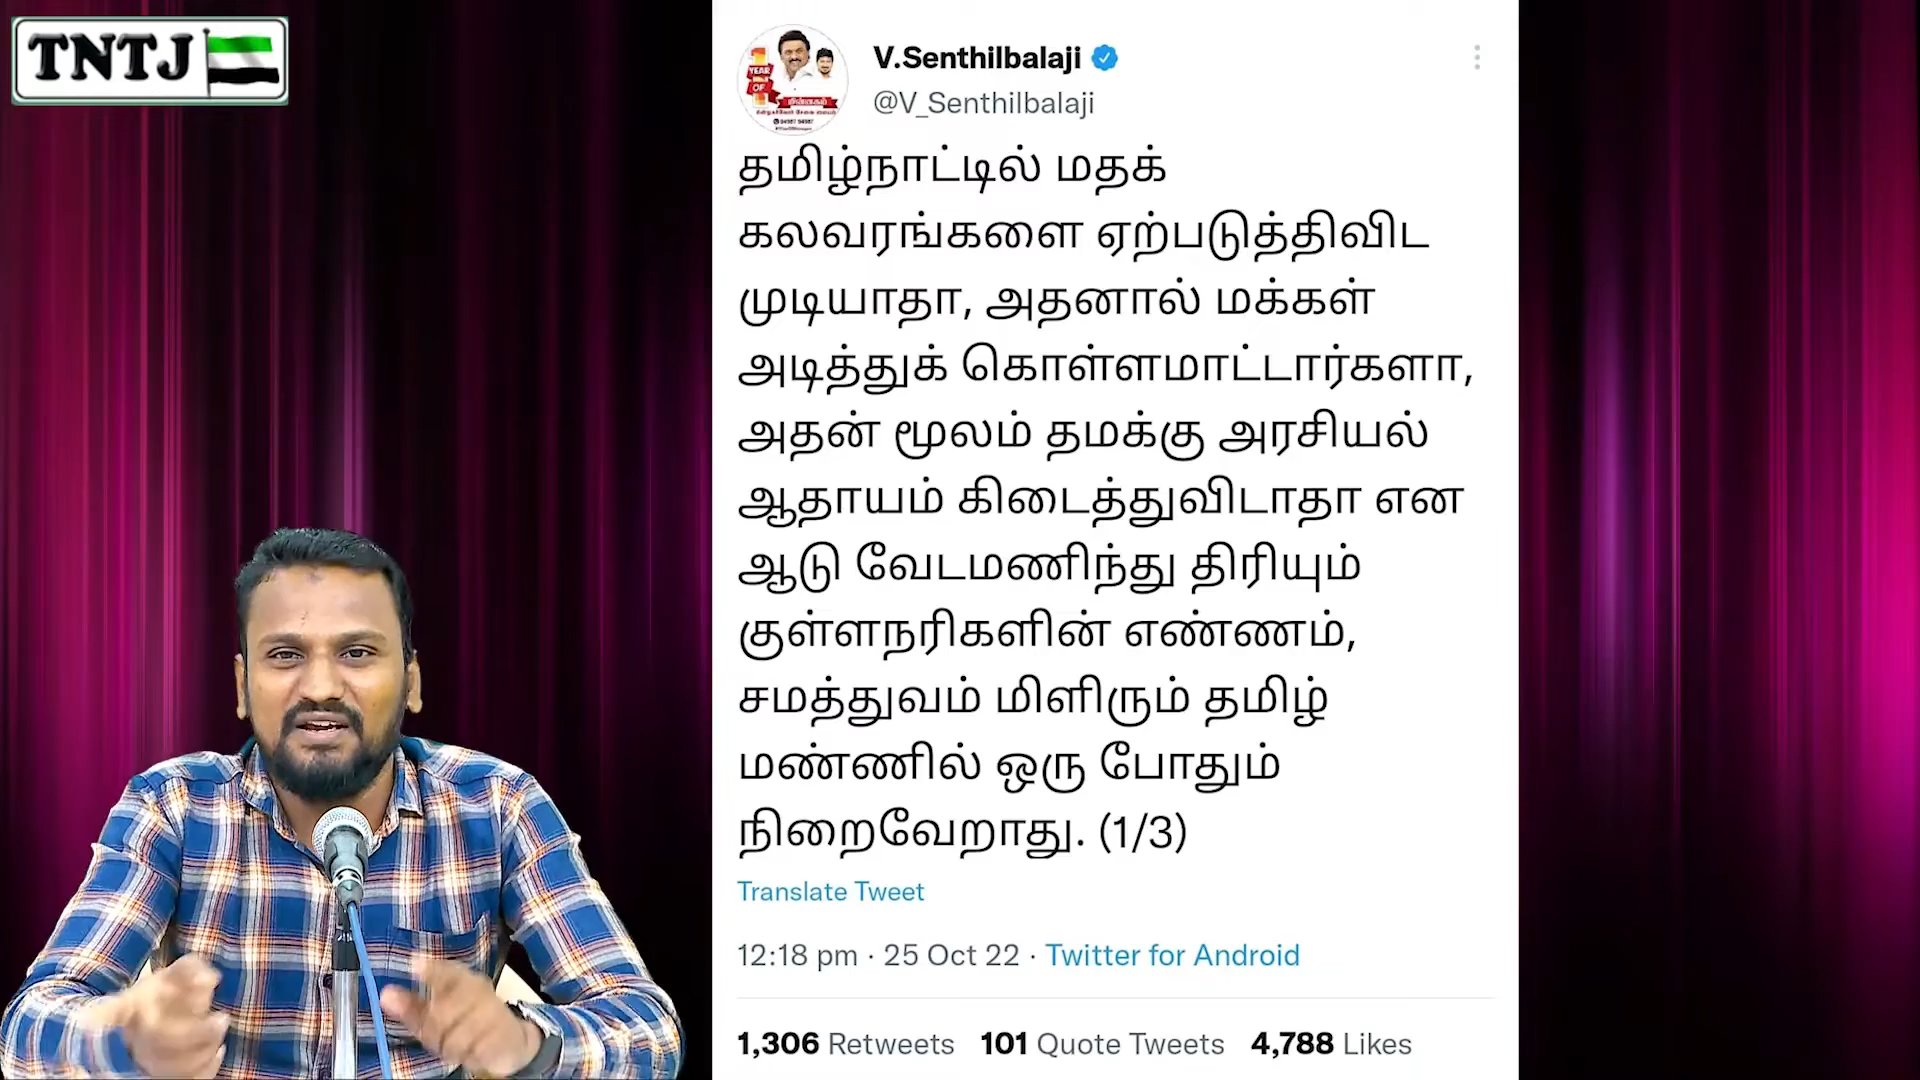 TNTJ
V.Senthilbalaji
@V_Senthilbalaji
தமிழ்நாட்டில் மதக்
கலவரங்களை ஏற்படுத்திவிட
முடியாதா, அதனால் மக்கள்
அடித்துக் கொள்ளமாட்டார்களா,
அதன் மூலம் தமக்கு அரசியல்
ஆதாயம் கிடைத்துவிடாதா என
ஆடு வேடமணிந்து திரியும்
குள்ளநரிகளின் எண்ணம்,
சமத்துவம் மிளிரும் தமிழ்
மண்ணில் ஒரு போதும்
நிறைவேறாது. (1/3)
Translate Tweet
12:18 pm · 25 Oct 22 · Twitter for Android
1,306 Retweets 101 Quote Tweets 4,788 Likes